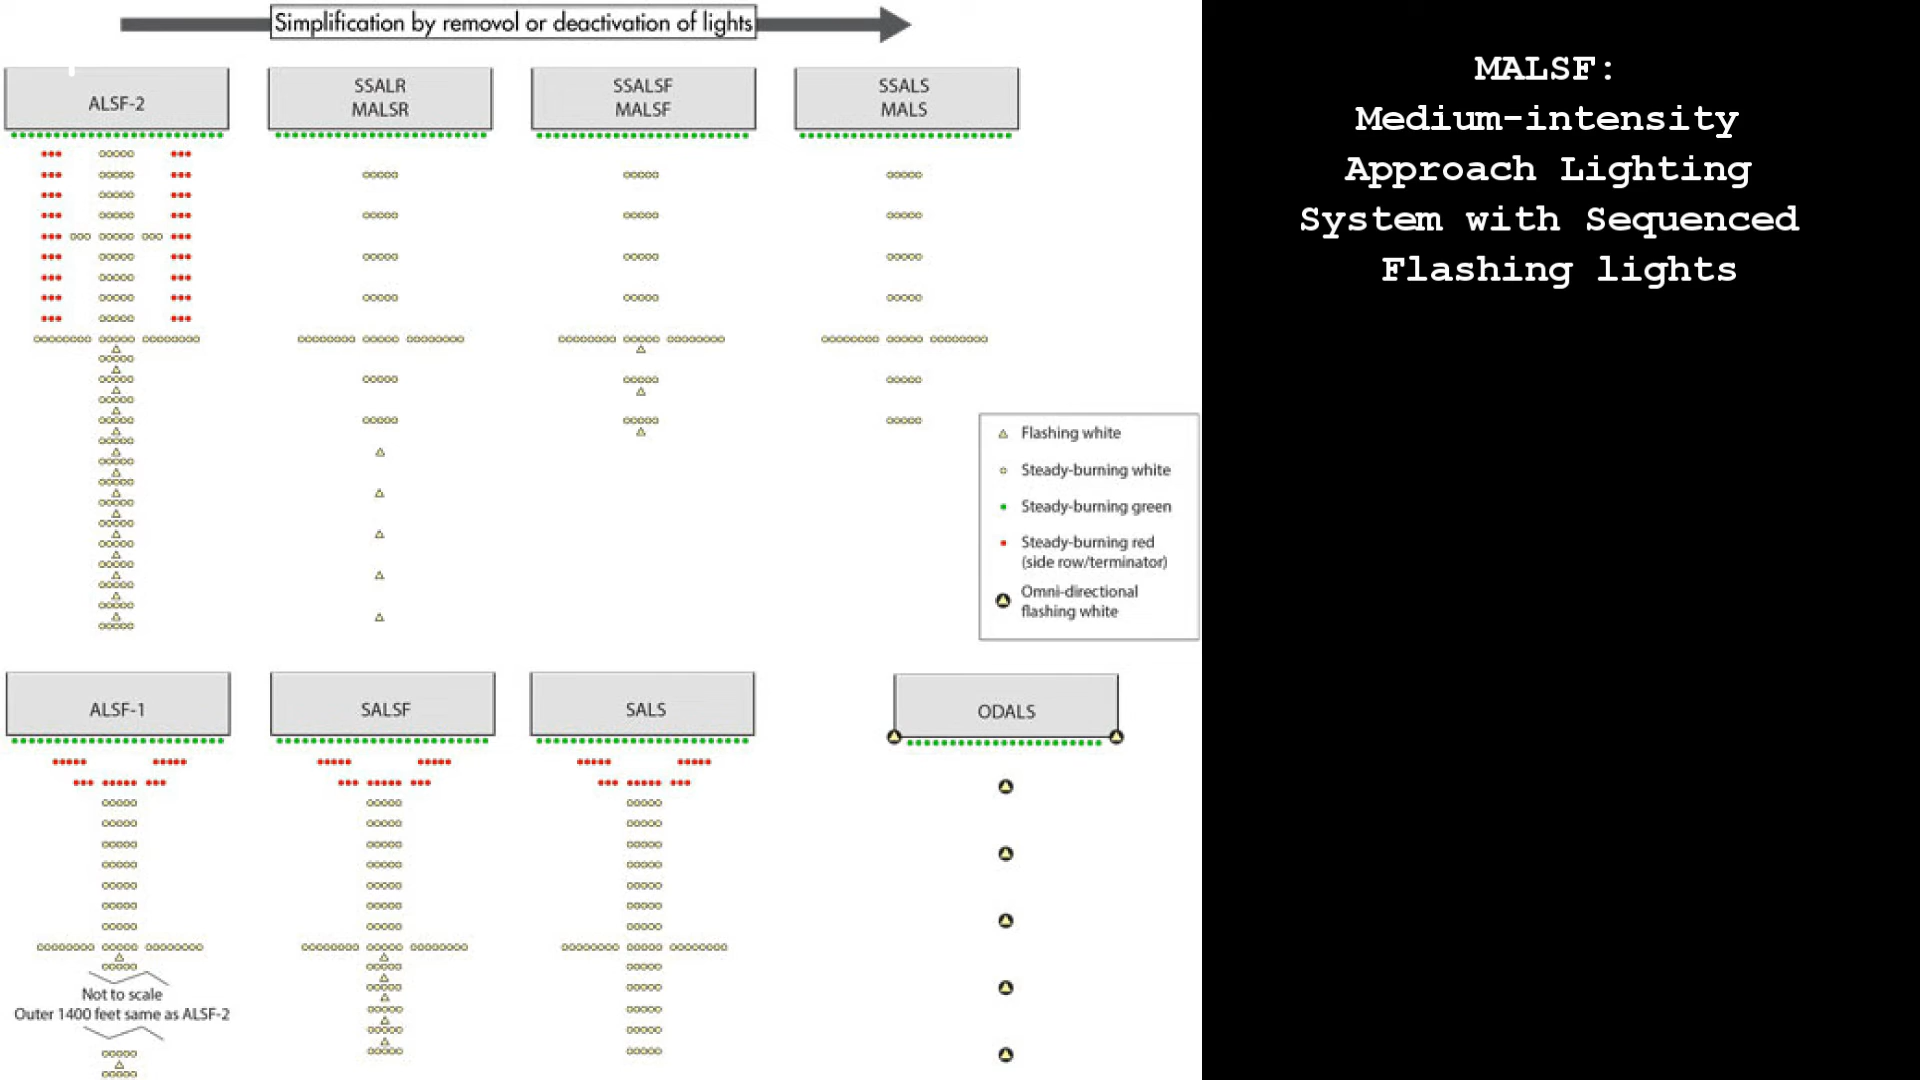 Simplification by removol or deactivation of lights
ALSF-2
SSALR
MALSR
SSALSF
MALSF
SSALS
MALS
Flashing white
Steady-burning white
Steady-burning green
Steady-burning red
(side row/terminator)
Omni-directional
flashing white
ALSF-1
SALSF
SALS
ODALS
Not to scale
Outer 1400 feet same as ALSF-2
MALSF:
Medium-intensity
Approach Lighting
System with Sequenced
Flashing lights